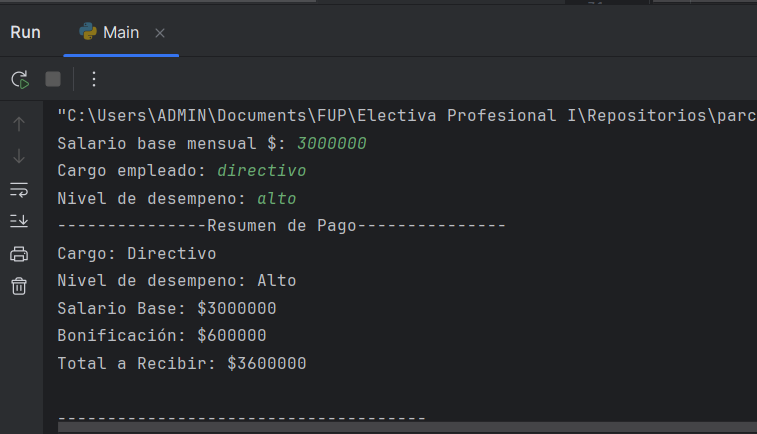 Run
Main
"C:\Users\ADMIN\Documents\FUP\Electiva Profesional I\Repositorios\parc
Salario base mensual $: 3000000
Cargo empleado: directivo
Nivel de desempeno: alto
---------------Resumen de Pago---------------
Cargo: Directivo
Nivel de desempeno: Alto
Salario Base: $3000000
Bonificación: $600000
Total a Recibir: $3600000
-------------------------------------